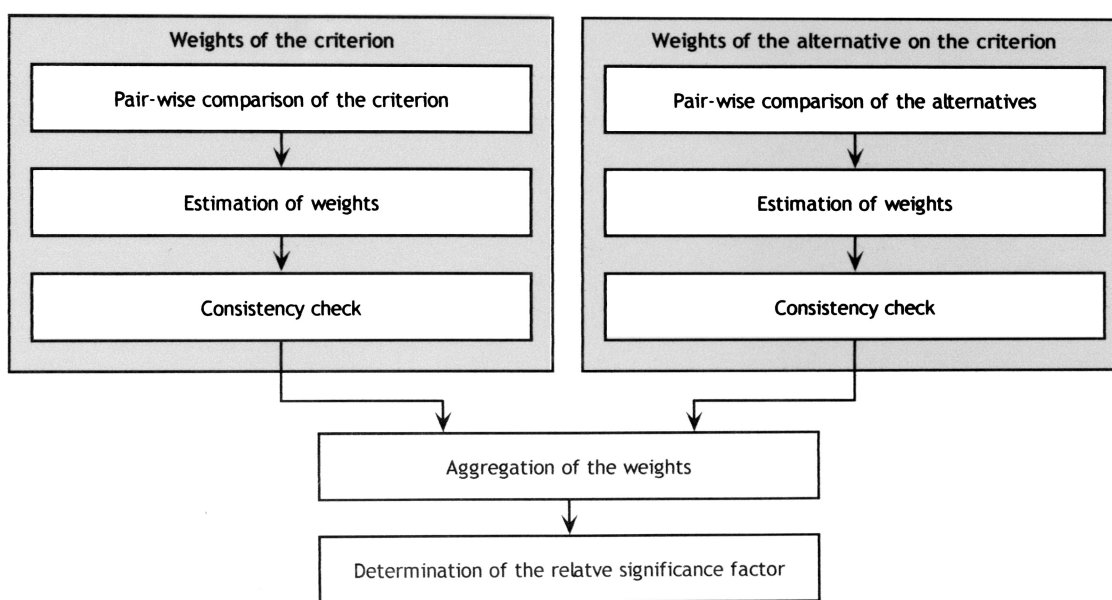 Weights of the criterion
Pair-wise comparison of the criterion
Estimation of weights
Consistency check
Weights of the alternative on the criterion
Pair-wise comparison of the alternatives
Estimation of weights
Consistency check
Aggregation of the weights
Determination of the relatve significance factor